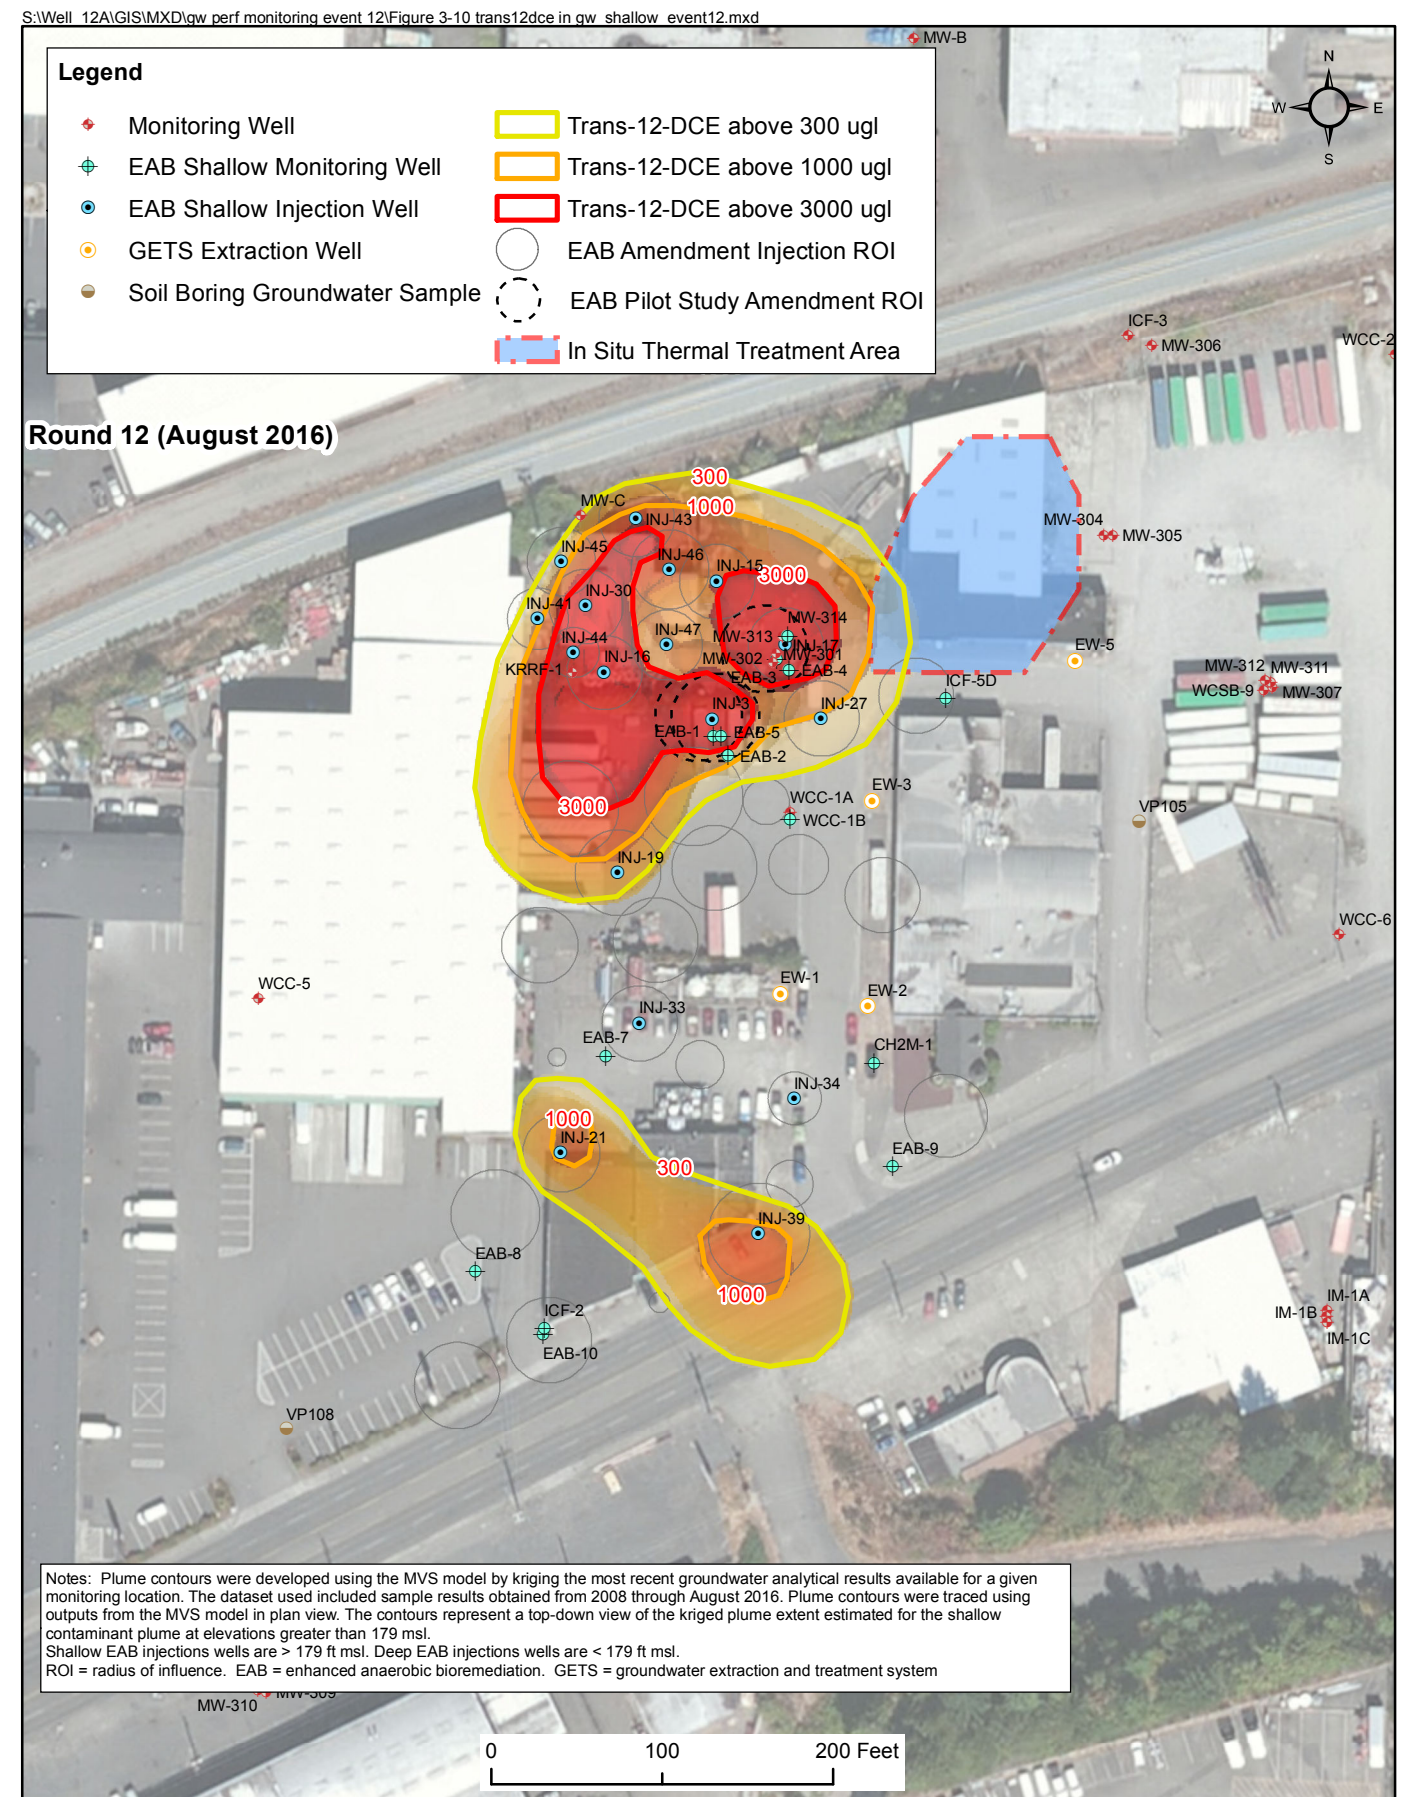 S:\Well_12A\GIS\MXD\gw perf monitoring event 12\Figure 3-10 trans12dce in gw_shallow_event12.mxd
MW-B
Legend
Monitoring Well
EAB Shallow Monitoring Well
EAB Shallow Injection Well
GETS Extraction Well
Soil Boring Groundwater Sample
Trans-12-DCE above 300 ugl
Trans-12-DCE above 1000 ugl
Trans-12-DCE above 3000 ugl
EAB Amendment Injection ROI
EAB Pilot Study Amendment ROI
In Situ Thermal Treatment Area
N
W
E
S
ICF-3
MW-306
WCC-2
Round 12 (August 2016)
300
MW-C
1000
INJ-43
MW-304
MW-305
INJ-45
INJ-46
INJ-15
3000
INJ-30
INJ-41
MW-314
MW-313
INJ-17
INJ-47
INJ-44
INJ-16
MW-302
MW-301
EW-5
KRRF-1
EAB-3
EAB-4
ICF-5D
MW-312
MW-311
WCSB-9
MW-307
INJ-3
INJ-27
EAB-1
EAB-5
EAB-2
EW-3
3000
WCC-1A
WCC-1B
VP105
INJ-19
WCC-6
WCC-5
EW-1
EW-2
INJ-33
EAB-7
CH2M-1
INJ-34
1000
INJ-21
EAB-9
300
INJ-39
EAB-8
1000
ICF-2
EAB-10
IM-1A
IM-1B
IM-1C
VP108
Notes:  Plume contours were developed using the MVS model by kriging the most recent groundwater analytical results available for a given
monitoring location. The dataset used included sample results obtained from 2008 through August 2016. Plume contours were traced using
outputs from the MVS model in plan view. The contours represent a top-down view of the kriged plume extent estimated for the shallow
contaminant plume at elevations greater than 179 msl.
Shallow EAB injections wells are > 179 ft msl. Deep EAB injections wells are < 179 ft msl.
ROI = radius of influence.  EAB = enhanced anaerobic bioremediation.  GETS = groundwater extraction and treatment system
MW-309
MW-310
0
100
200 Feet